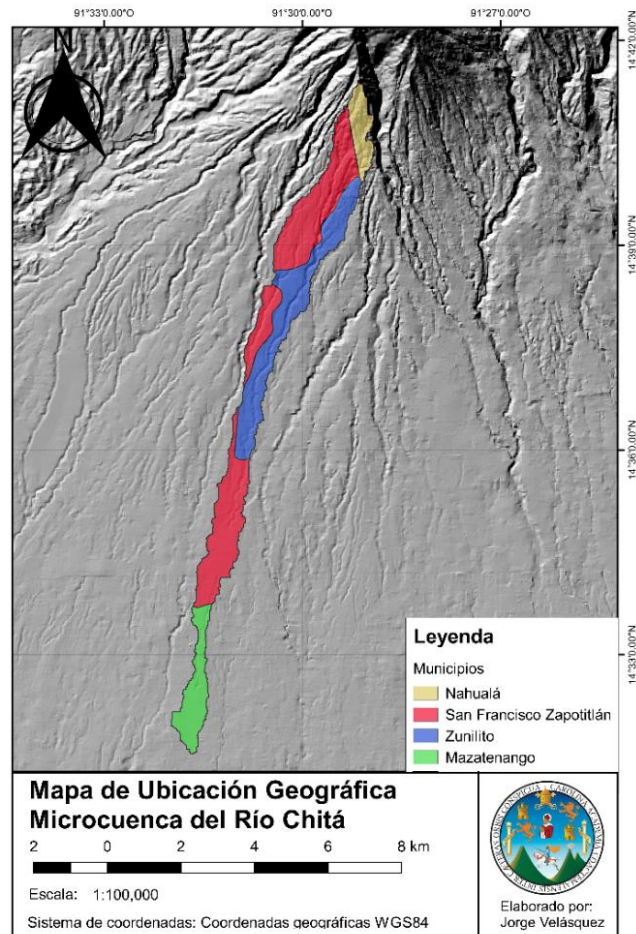 91°33'0.00"O
91°30'0.00"O
91°27'0.00"O
14°42'0.00"N
N
14°39'0.00"N
14°36'0.00"N
14°33'0.00"N
Leyenda
Municipios
Nahualá
San Francisco Zapotitlán
Zunilito
Mazatenango
Mapa de Ubicación Geográfica
Microcuenca del Río Chitá
2 0 2 4 6 8 km
Escala: 1:100,000
Sistema de coordenadas: Coordenadas geográficas WGS84
Elaborado por:
Jorge Velásquez